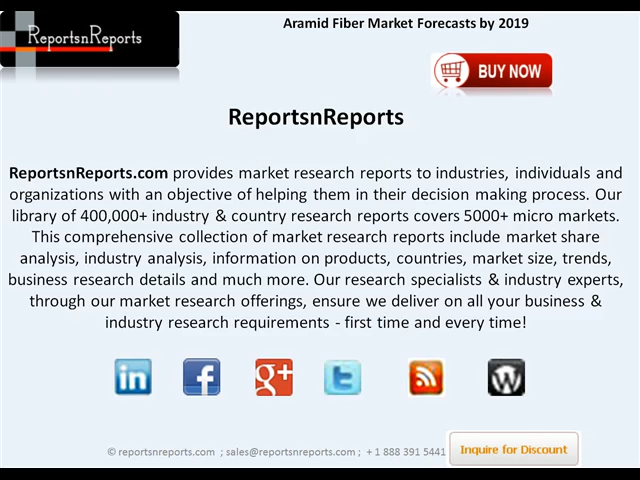 ReportsnReports
Aramid Fiber Market Forecasts by 2019
BUY NOW
ReportsnReports
ReportsnReports.com provides market research reports to industries, individuals and
organizations with an objective of helping them in their decision making process. Our
library of 400,000+ industry & country research reports covers 5000+ micro markets.
This comprehensive collection of market research reports include market share
analysis, industry analysis, information on products, countries, market size, trends,
business research details and much more. Our research specialists & industry experts,
through our market research offerings, ensure we deliver on all your business &
industry research requirements - first time and every time!
in f g+ t W
© reportsnreports.com ; sales@reportsnreports.com ; + 1 888 391 5441
Inquire for Discount